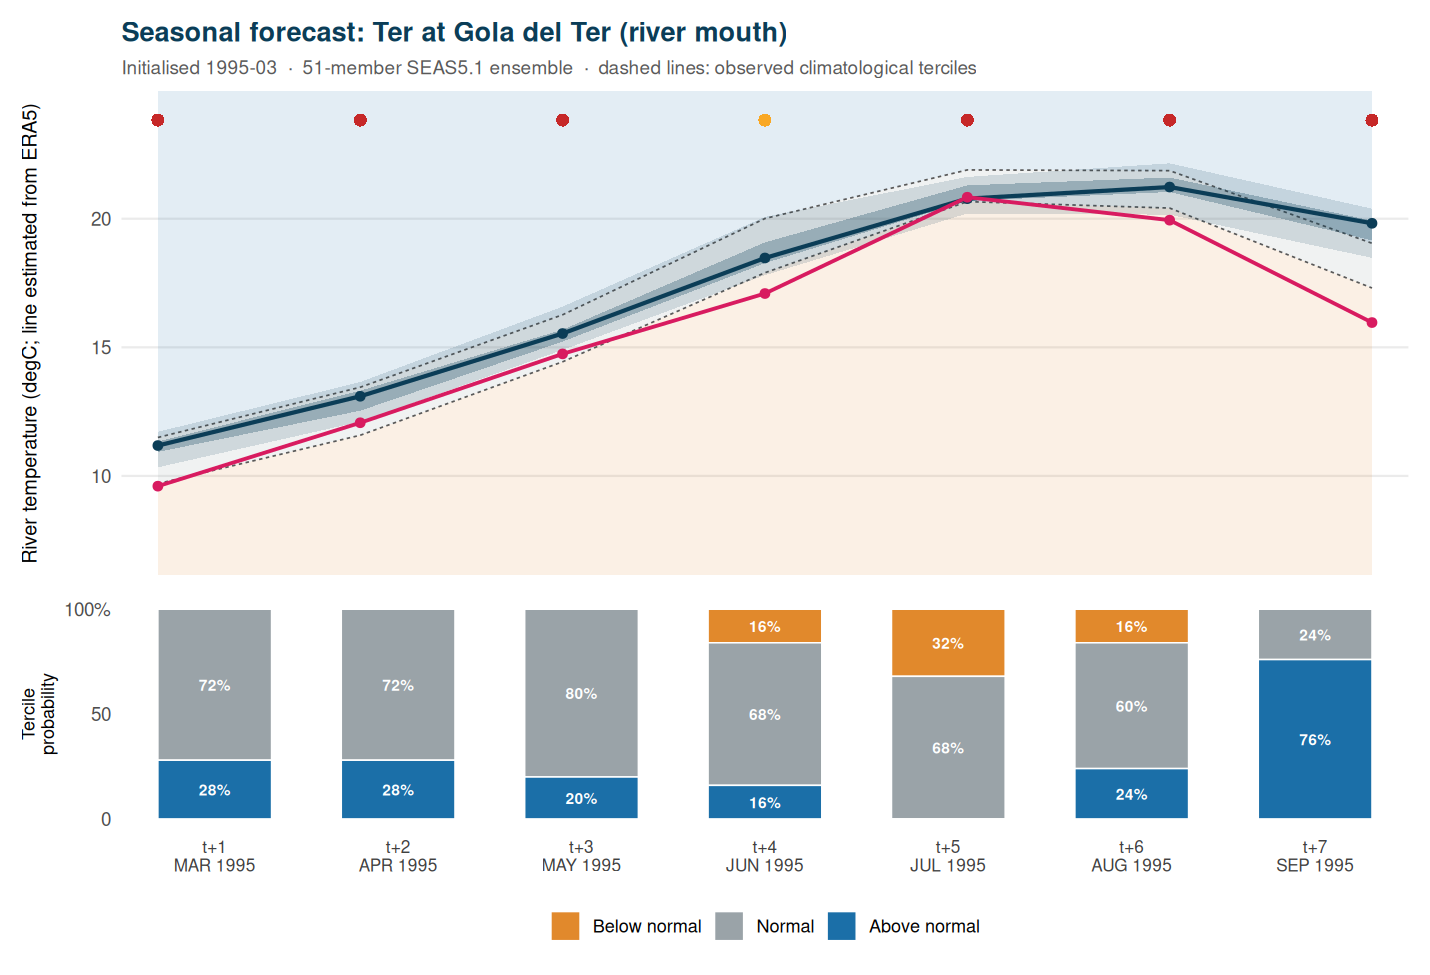 Seasonal forecast: Ter at Gola del Ter (river mouth)
Initialised 1995-03 · 51-member SEAS5.1 ensemble · dashed lines: observed climatological terciles
River temperature (degC; line estimated from ERA5)
20
15
10
Tercile
probability
100%
50
0
72%
28%
72%
28%
80%
20%
16%
68%
16%
32%
68%
16%
60%
24%
24%
76%
t+1
MAR 1995
t+2
APR 1995
t+3
MAY 1995
t+4
JUN 1995
t+5
JUL 1995
t+6
AUG 1995
t+7
SEP 1995
Below normal
Normal
Above normal